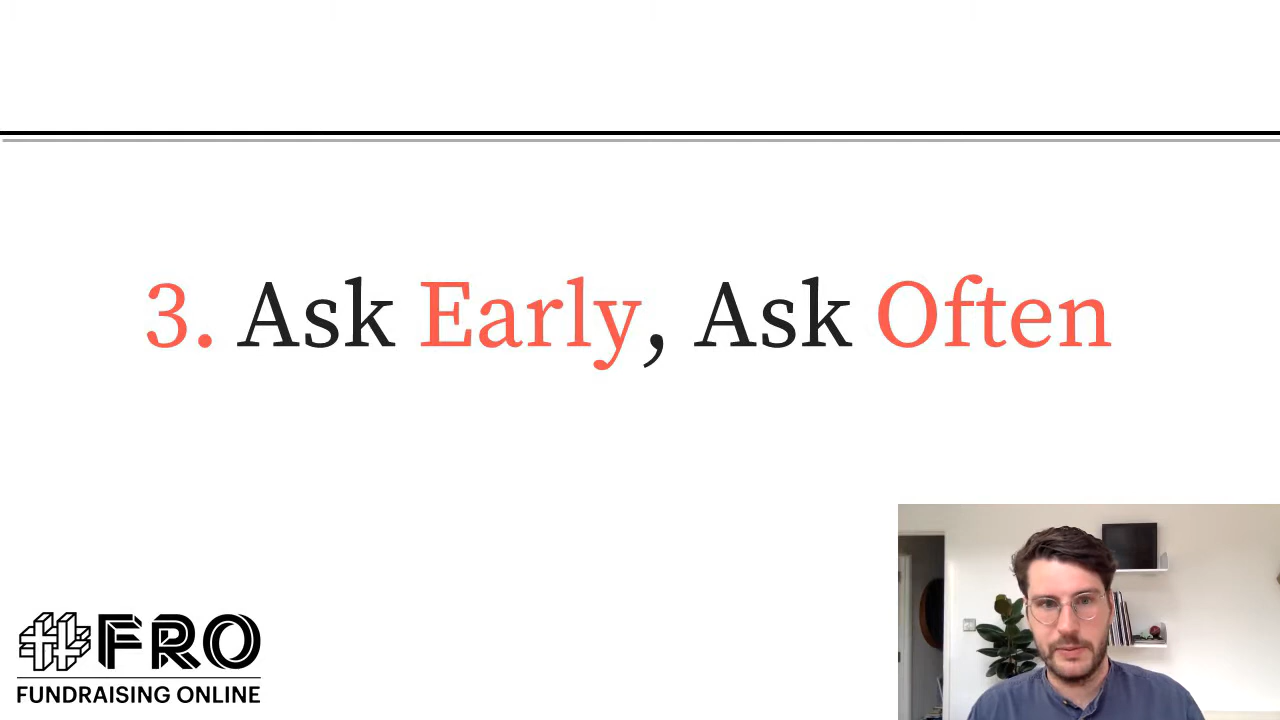 3. Ask Early, Ask Often
#FRO
FUNDRAISING ONLINE